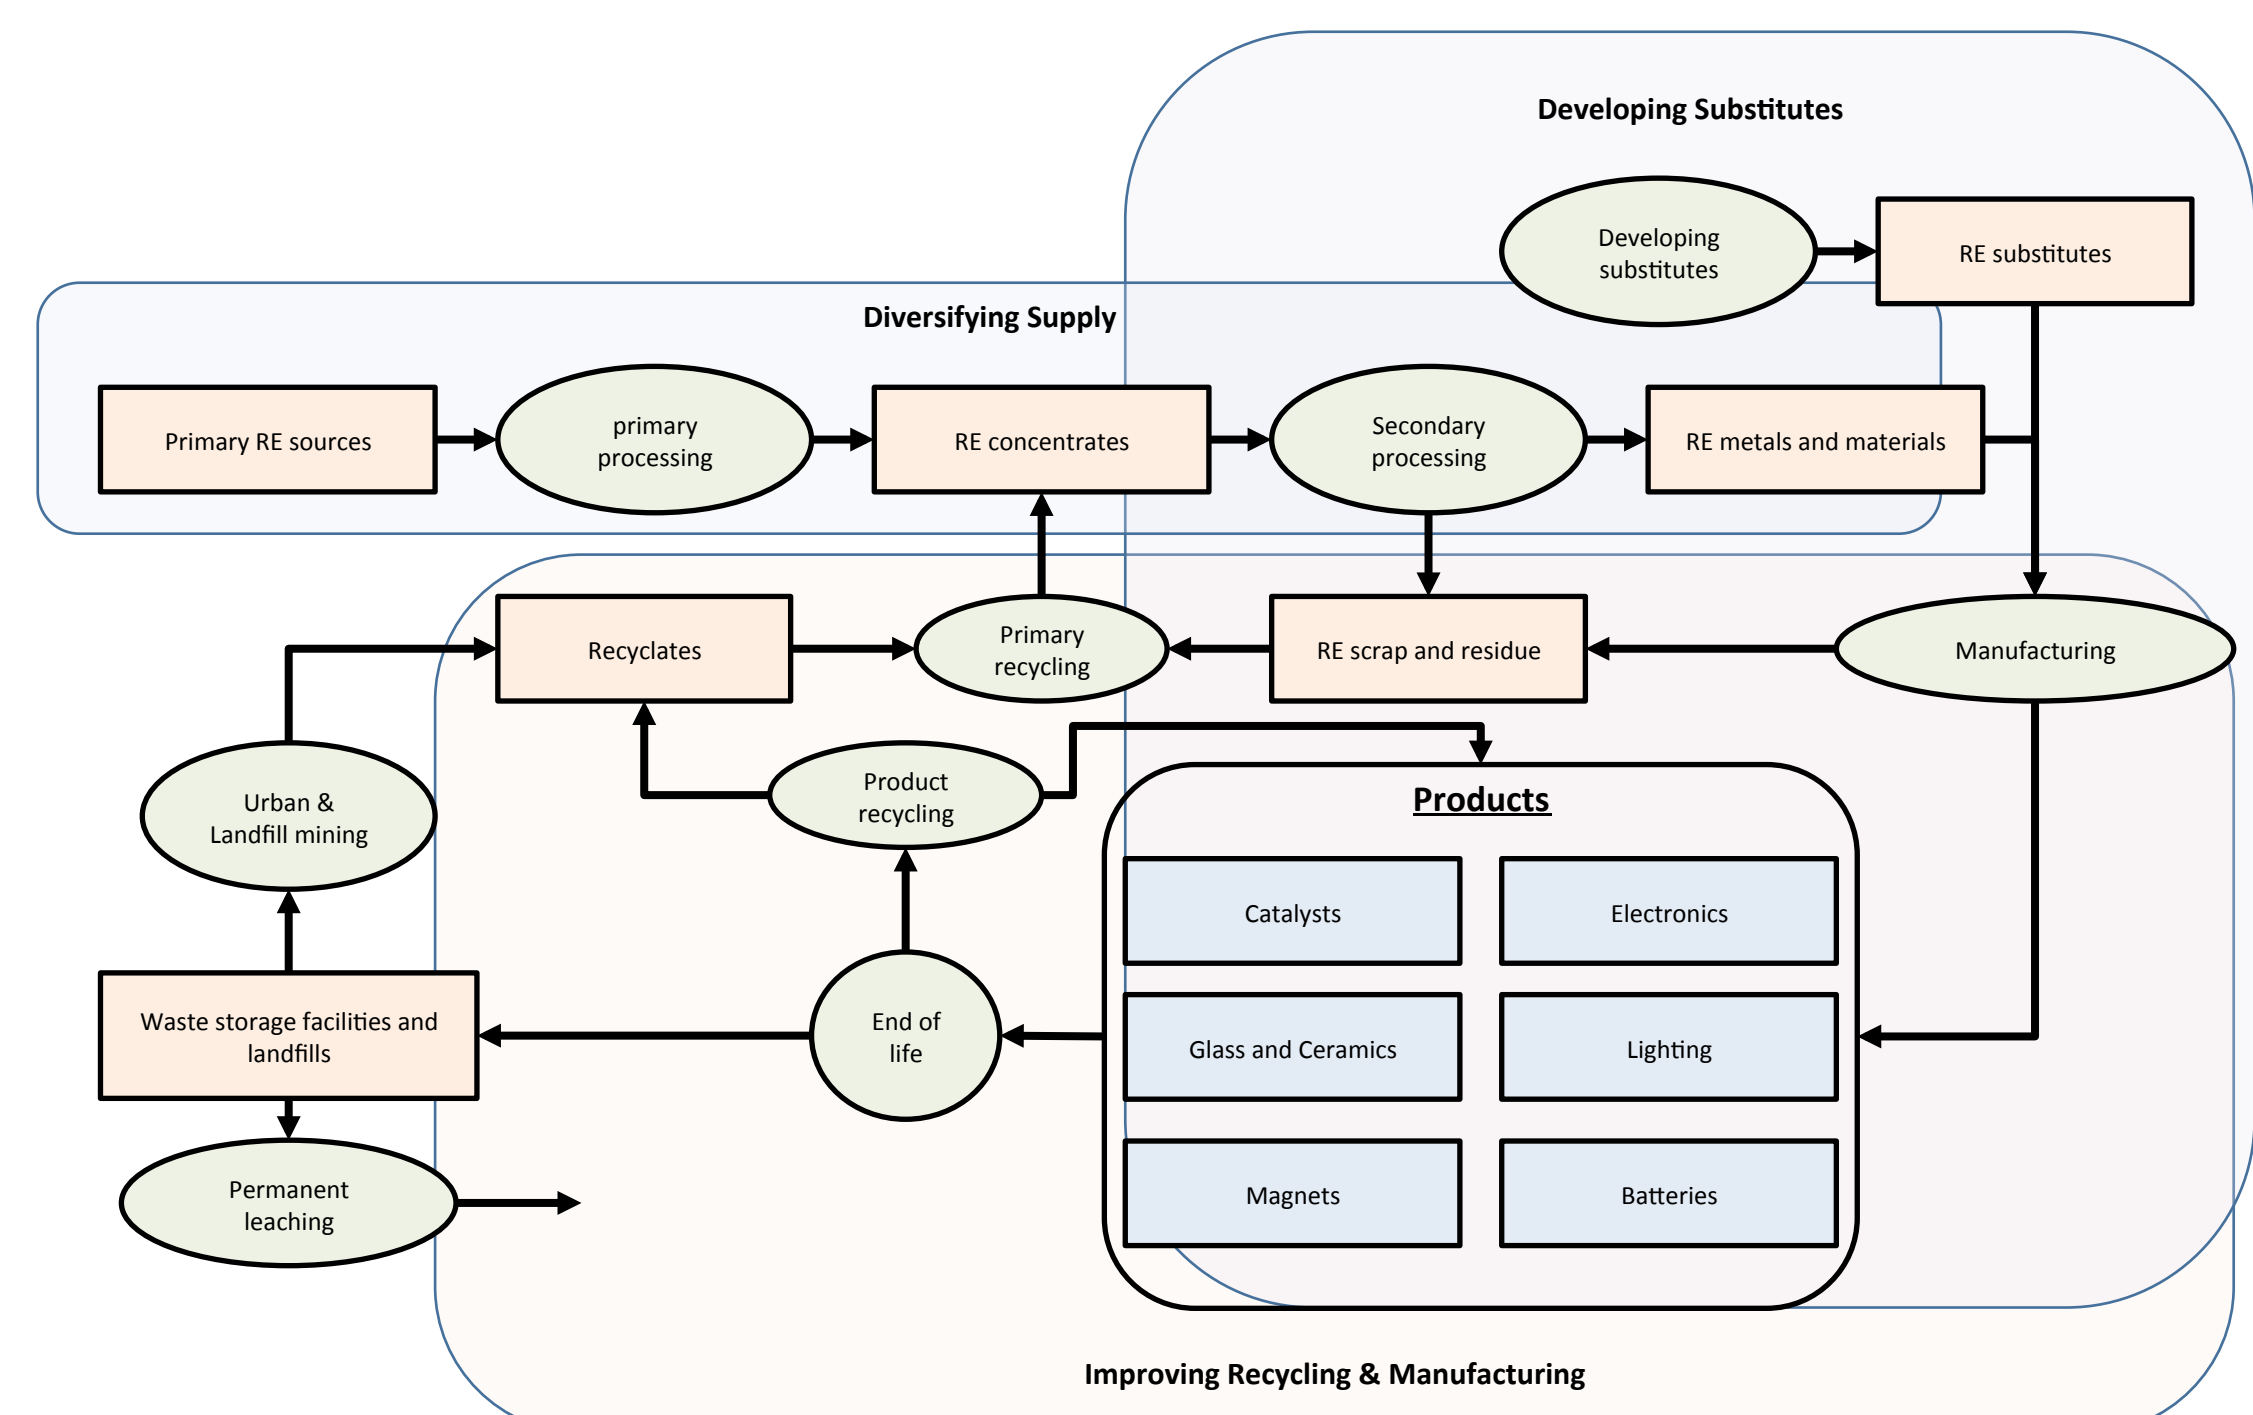 Developing Substitutes
Developing
substitutes
RE substitutes
Diversifying Supply
Primary RE sources
primary
processing
RE concentrates
Secondary
processing
RE metals and materials
Recyclates
Primary
recycling
RE scrap and residue
Manufacturing
Urban &
Landfill mining
Product
recycling
Products
Catalysts
Electronics
Waste storage facilities and
landfills
End of
life
Glass and Ceramics
Lighting
Permanent
leaching
Magnets
Batteries
Improving Recycling & Manufacturing